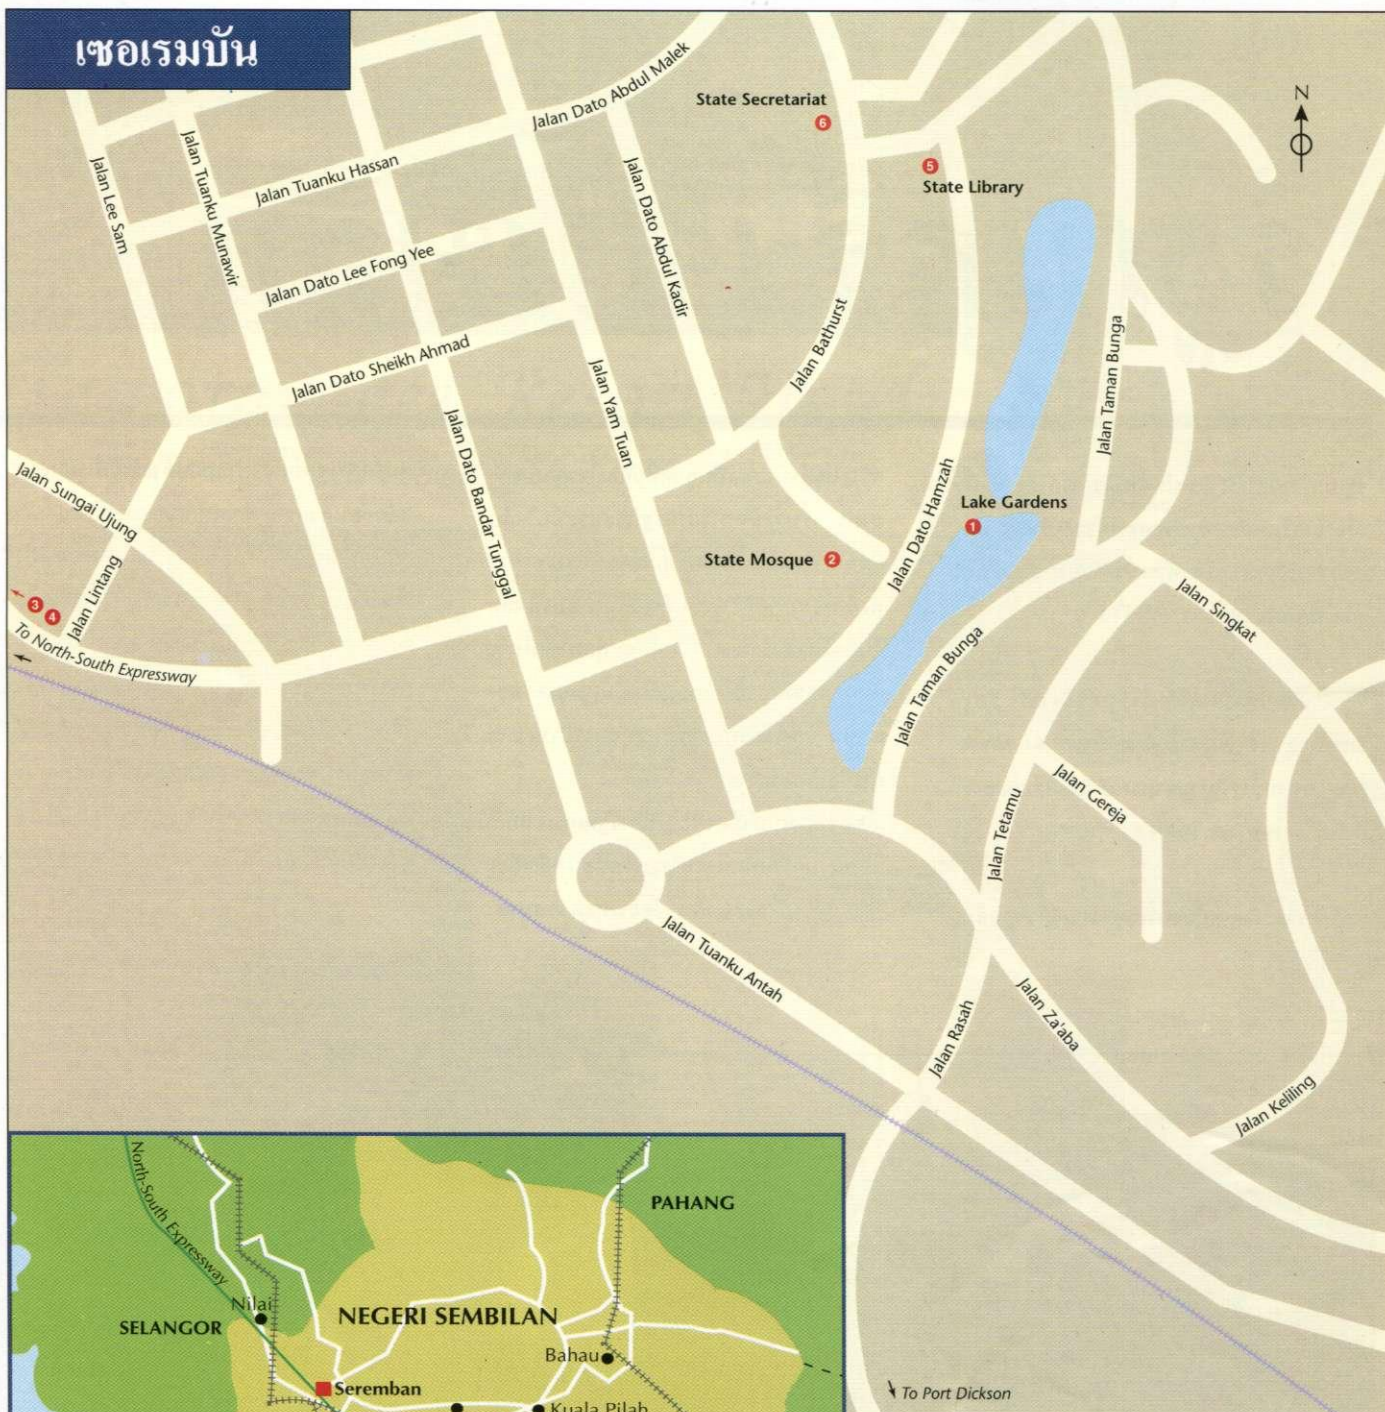 เซอเรมบัน
State Secretariat
6
5
State Library
N
Jalan Dato Abdul Malek
Jalan Tuanku Hassan
Jalan Lee Sam
Jalan Tuanku Munawir
Jalan Dato Lee Fong Yee
Jalan Dato Abdul Kadir
Jalan Dato Sheikh Ahmad
Jalan Bathurst
Jalan Yam Tuan
Jalan Taman Bunga
Jalan Dato Bandar Tunggal
Jalan Dato Hamzah
Jalan Sungai Ujung
Lake Gardens
1
State Mosque 2
3
4
Jalan Lintang
To North-South Expressway
Jalan Singkat
Jalan Taman Bunga
Jalan Gereja
Jalan Tetamu
Jalan Tuanku Antah
Jalan Rasah
Jalan Za'aba
Jalan Keliling
North-South Expressway
PAHANG
Nilai
SELANGOR
NEGERI SEMBILAN
Bahau
Seremban
Kuala Pilah
To Port Dickson